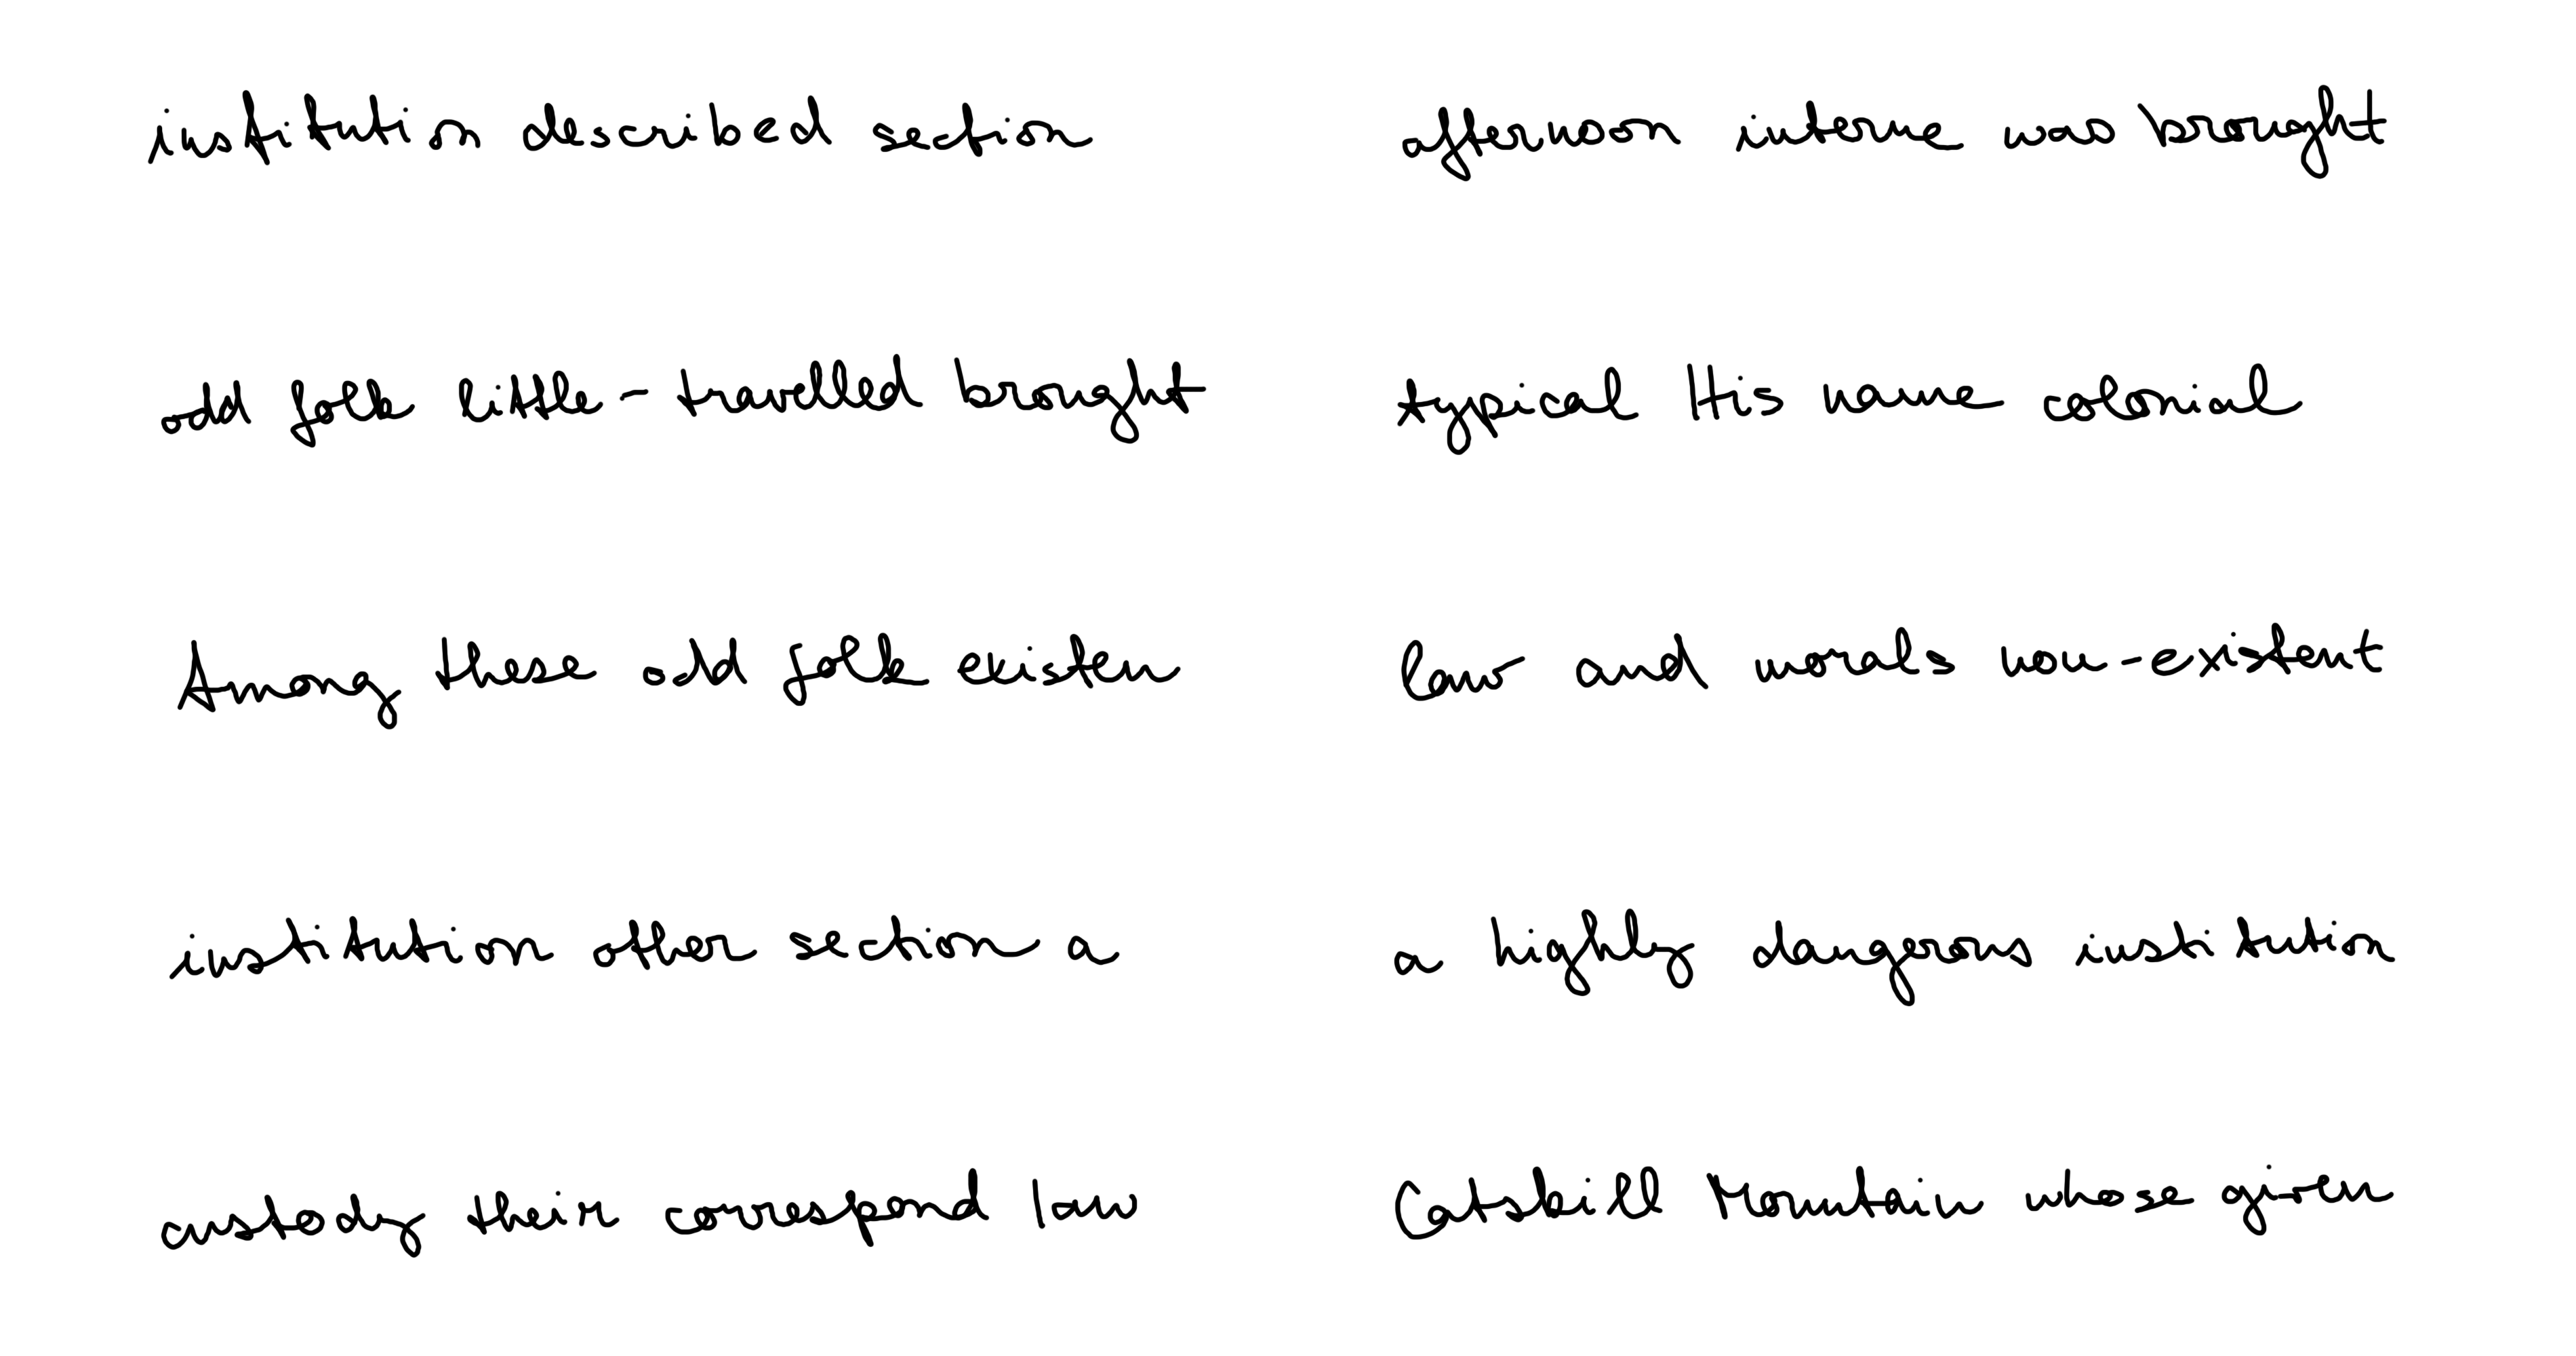 institution described section
afternoon interne was brought
odd folk little-travelled brought
typical His name colonial
Among these odd folk existen
law and morals non-existent
institution other section a
a highly dangerous institution
custody their correspond law
Catskill Mountain whose given